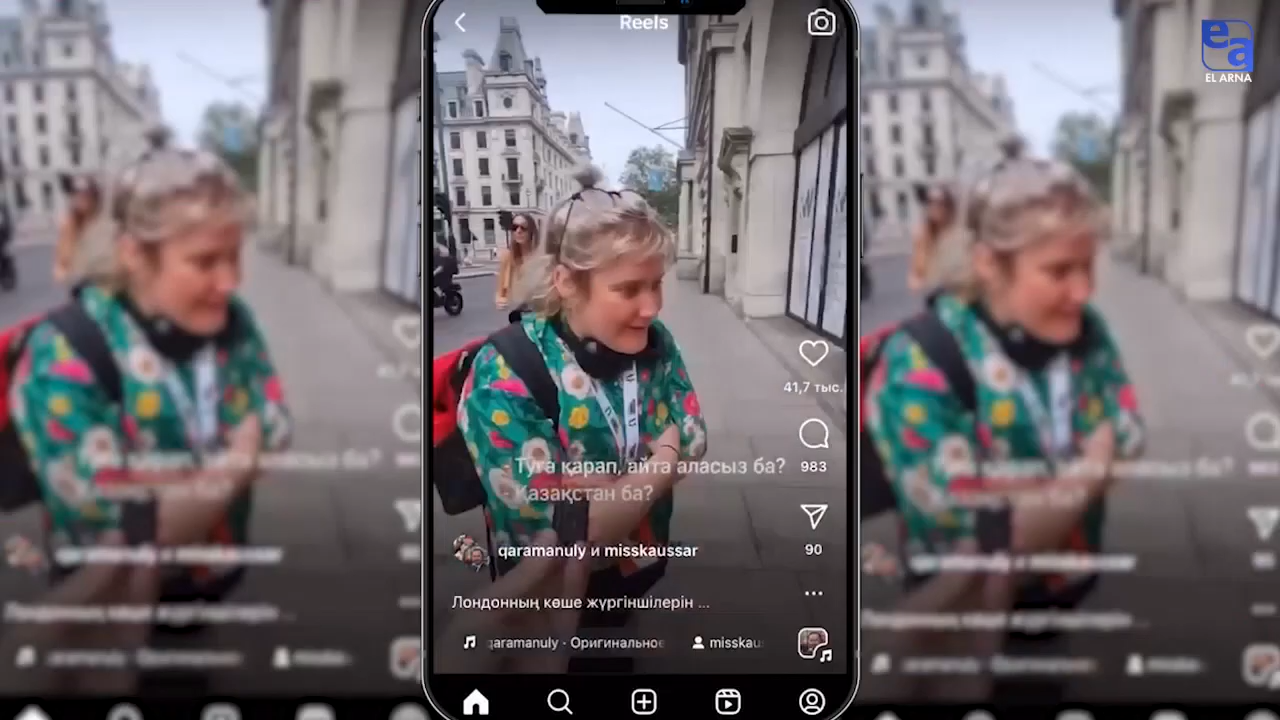 Reels
ea
EL ARNA
41,7 тыс.
- Туға қарап, айта аласыз ба?
- Қазақстан ба?
983
qaramanuly и misskaussar
90
Лондонның көше жүргіншілерін ...
qaramanuly · Оригинальное
misskau